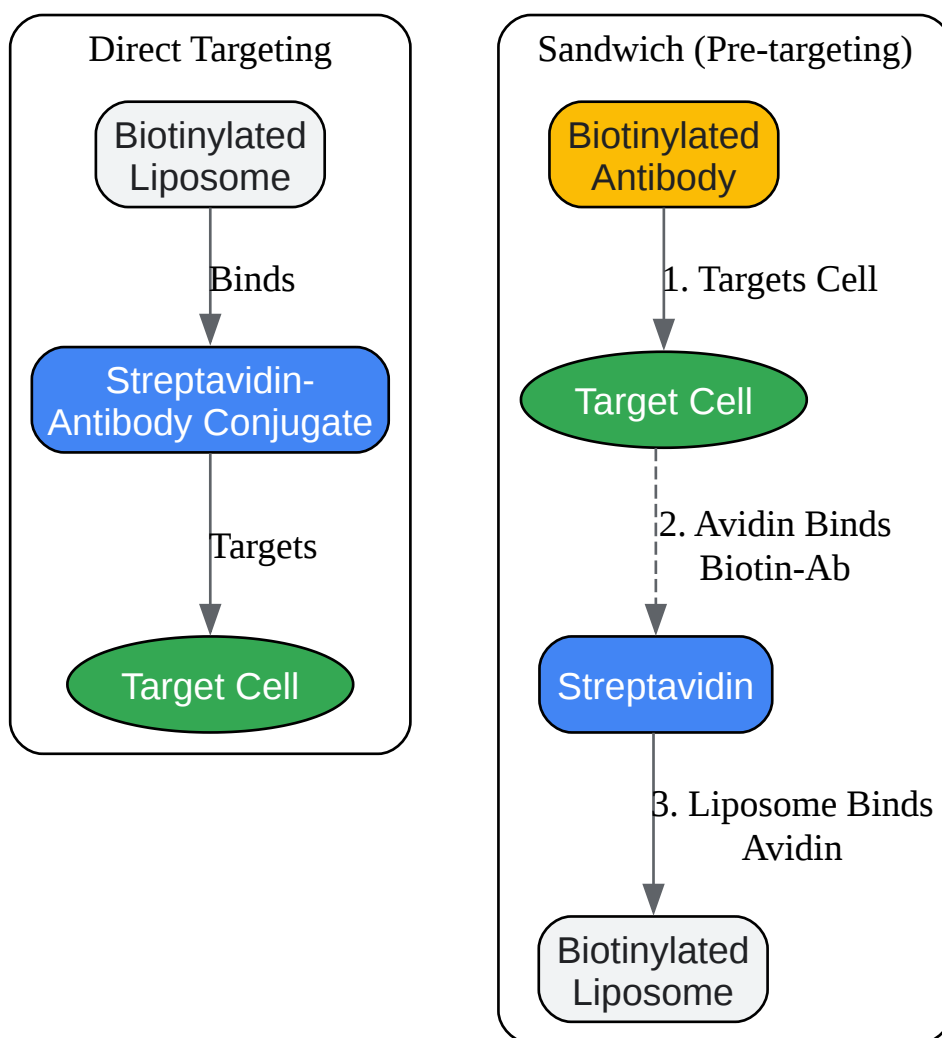 Direct Targeting
Biotinylated
Liposome
Binds
Streptavidin-
Antibody Conjugate
Targets
Target Cell
Sandwich (Pre-targeting)
Biotinylated
Antibody
1. Targets Cell
Target Cell
2. Avidin Binds
Biotin-Ab
Streptavidin
3. Liposome Binds
Avidin
Biotinylated
Liposome